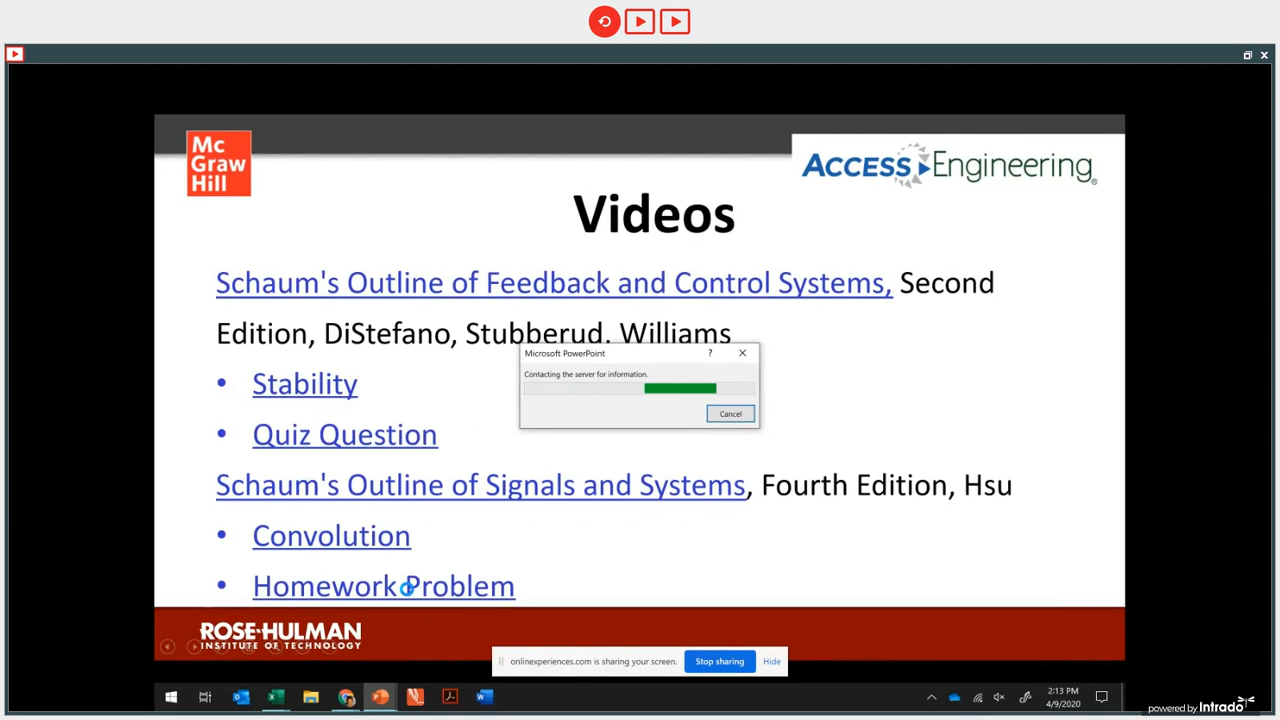 Mc
Graw
Hill
ACCESS Engineering®
Videos
Schaum's Outline of Feedback and Control Systems, Second
Edition, DiStefano, Stubberud, Williams
Microsoft PowerPoint
?
Contacting the server for information.
Cancel
• Stability
• Quiz Question
Schaum's Outline of Signals and Systems, Fourth Edition, Hsu
• Convolution
• Homework Problem
ROSE-HULMAN
INSTITUTE OF TECHNOLOGY
onlinexperiences.com is sharing your screen. Stop sharing Hide
2:13 PM
4/9/2020
powered by Intrado